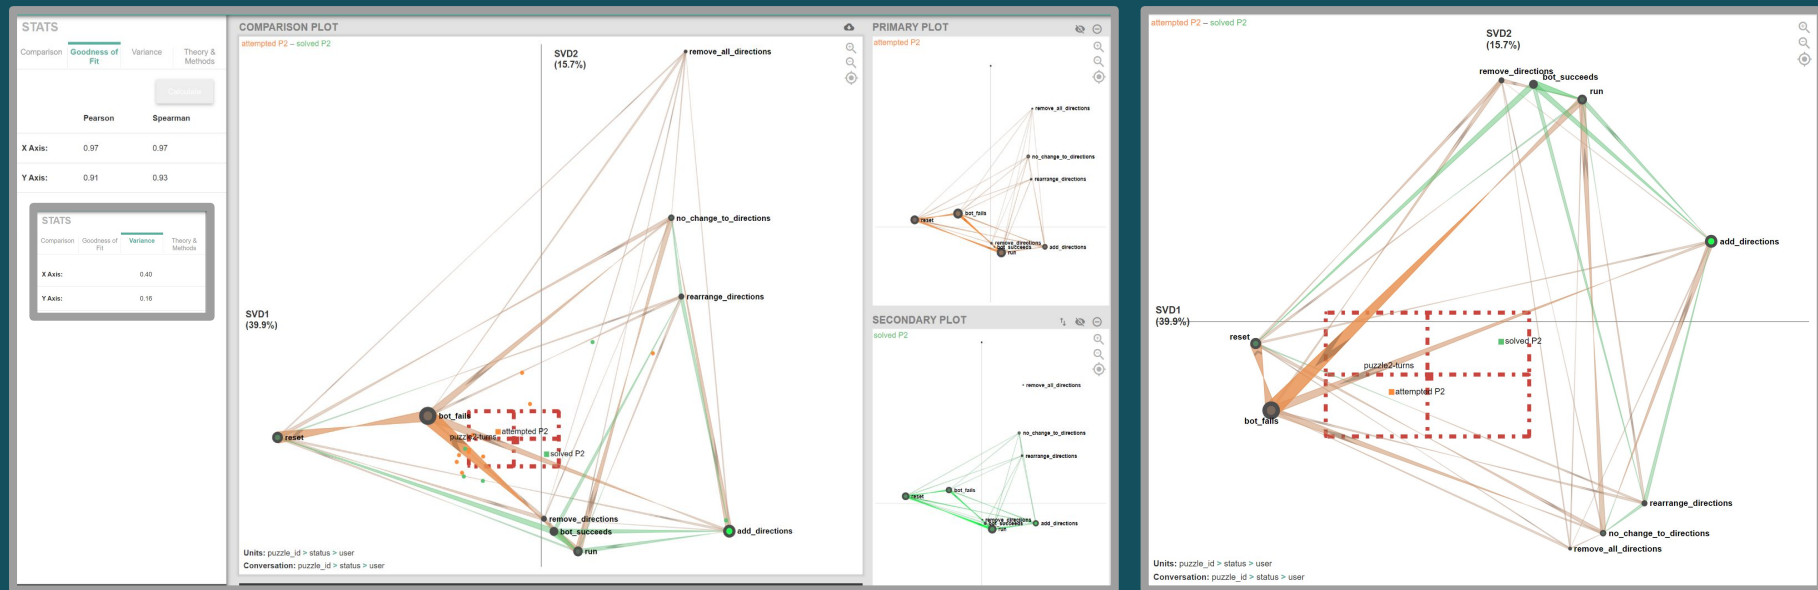 STATS
Comparison
Goodness of
Fit
Variance
Theory &
Methods
Calculate
Pearson Spearman
X Axis: 0.97 0.97
Y Axis: 0.91 0.93
STATS
Comparison
Goodness of
Fit
Variance
Theory &
Methods
X Axis: 0.40
Y Axis: 0.16
COMPARISON PLOT
attempted P2 – solved P2
SVD2
(15.7%)
remove_all_directions
no_change_to_directions
rearrange_directions
SVD1
(39.9%)
bot_fails
attempted P2
puzzle2-turns
reset
solved P2
remove_directions
bot_succeeds
add_directions
run
Units: puzzle_id > status > user
Conversation: puzzle_id > status > user
PRIMARY PLOT
attempted P2
remove_all_directions
no_change_to_directions
rearrange_directions
bot_fails
reset
remove_directions
bot_succeeds
add_directions
run
SECONDARY PLOT
solved P2
remove_all_directions
no_change_to_directions
rearrange_directions
bot_fails
reset
remove_directions
bot_succeeds
add_directions
run
attempted P2 – solved P2
SVD2
(15.7%)
remove_directions
bot_succeeds
run
add_directions
SVD1
(39.9%)
reset
solved P2
puzzle2-turns
attempted P2
bot_fails
rearrange_directions
no_change_to_directions
remove_all_directions
Units: puzzle_id > status > user
Conversation: puzzle_id > status > user